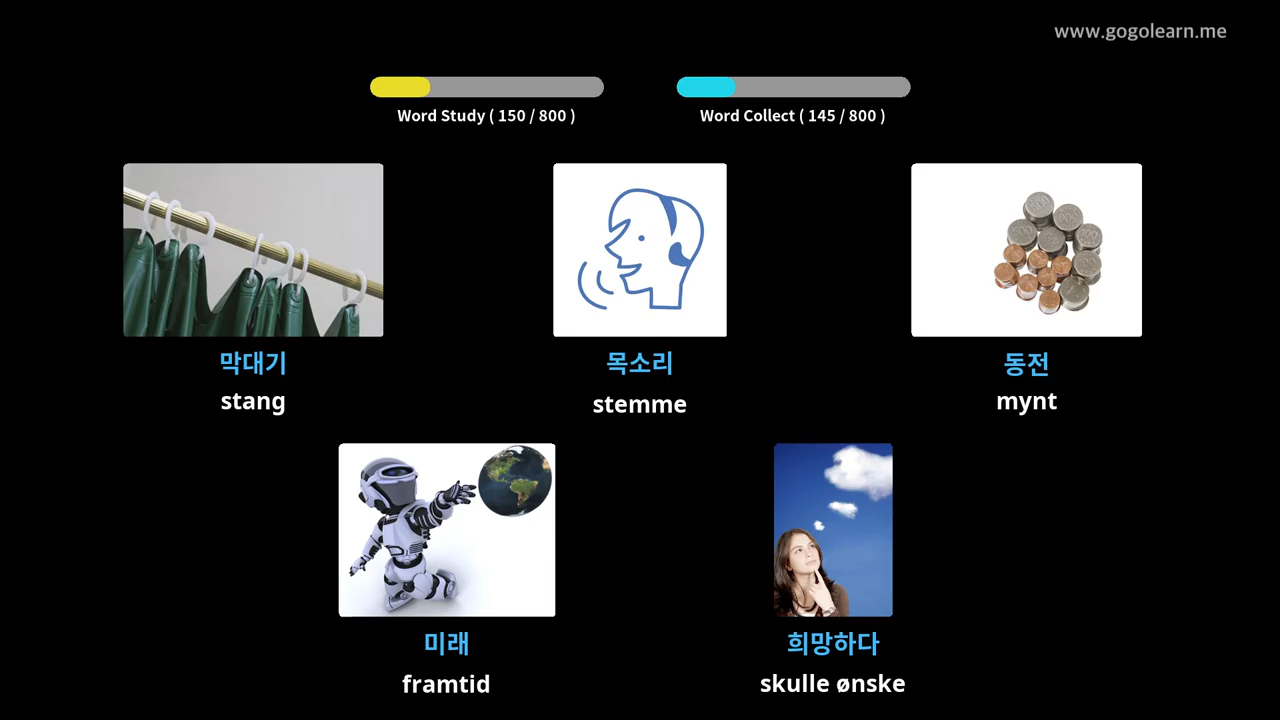 www.gogolearn.me
Word Study ( 150 / 800 )
Word Collect ( 145 / 800 )
막대기
stang
목소리
stemme
동전
mynt
미래
framtid
희망하다
skulle ønske